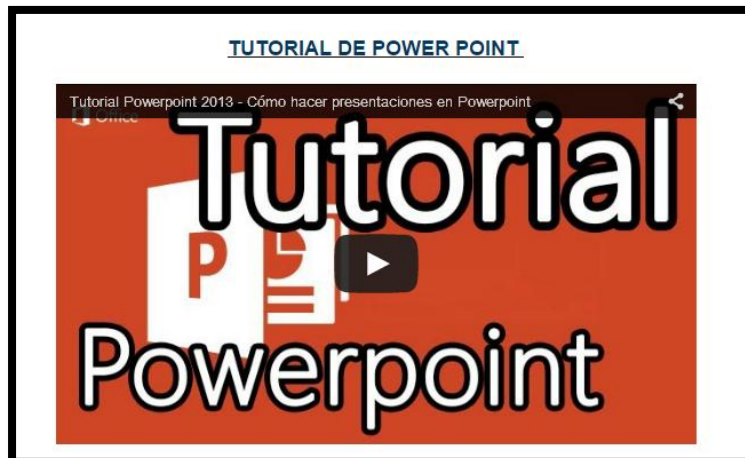 TUTORIAL DE POWER POINT
Tutorial Powerpoint 2013 - Cómo hacer presentaciones en Powerpoint
Office
Tutorial
P
Powerpoint